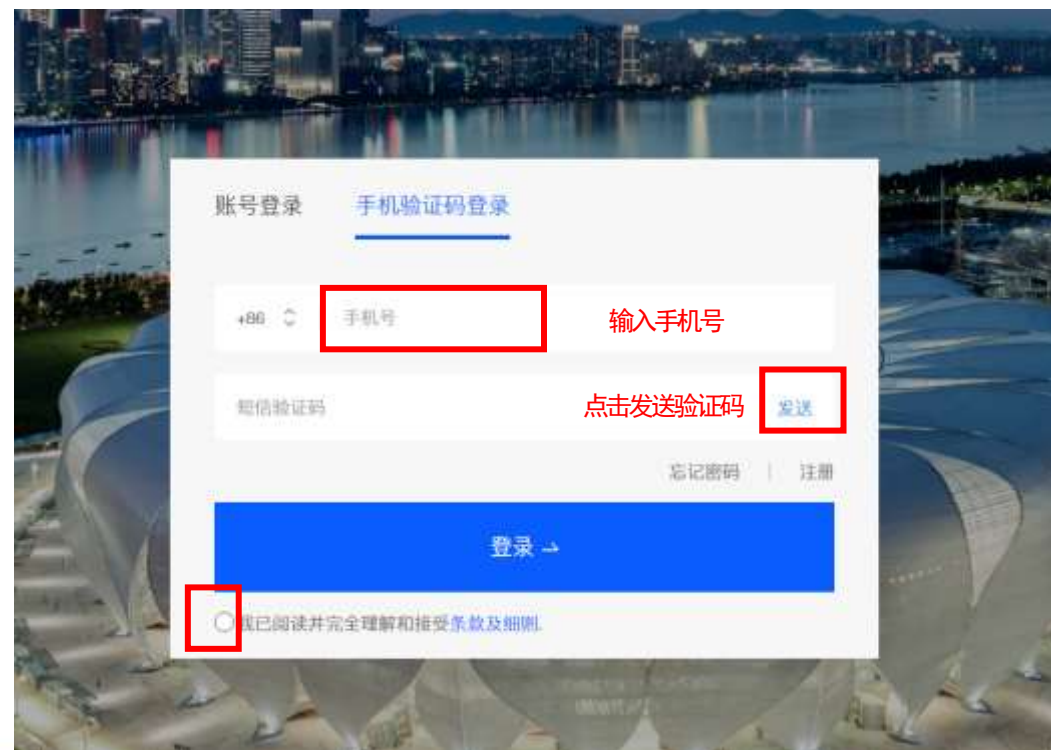 账号登录 手机验证码登录
+86 手机号 输入手机号
短信验证码 点击发送验证码 发送
忘记密码 | 注册
登录 →
我已阅读并完全理解和接受条款及细则.